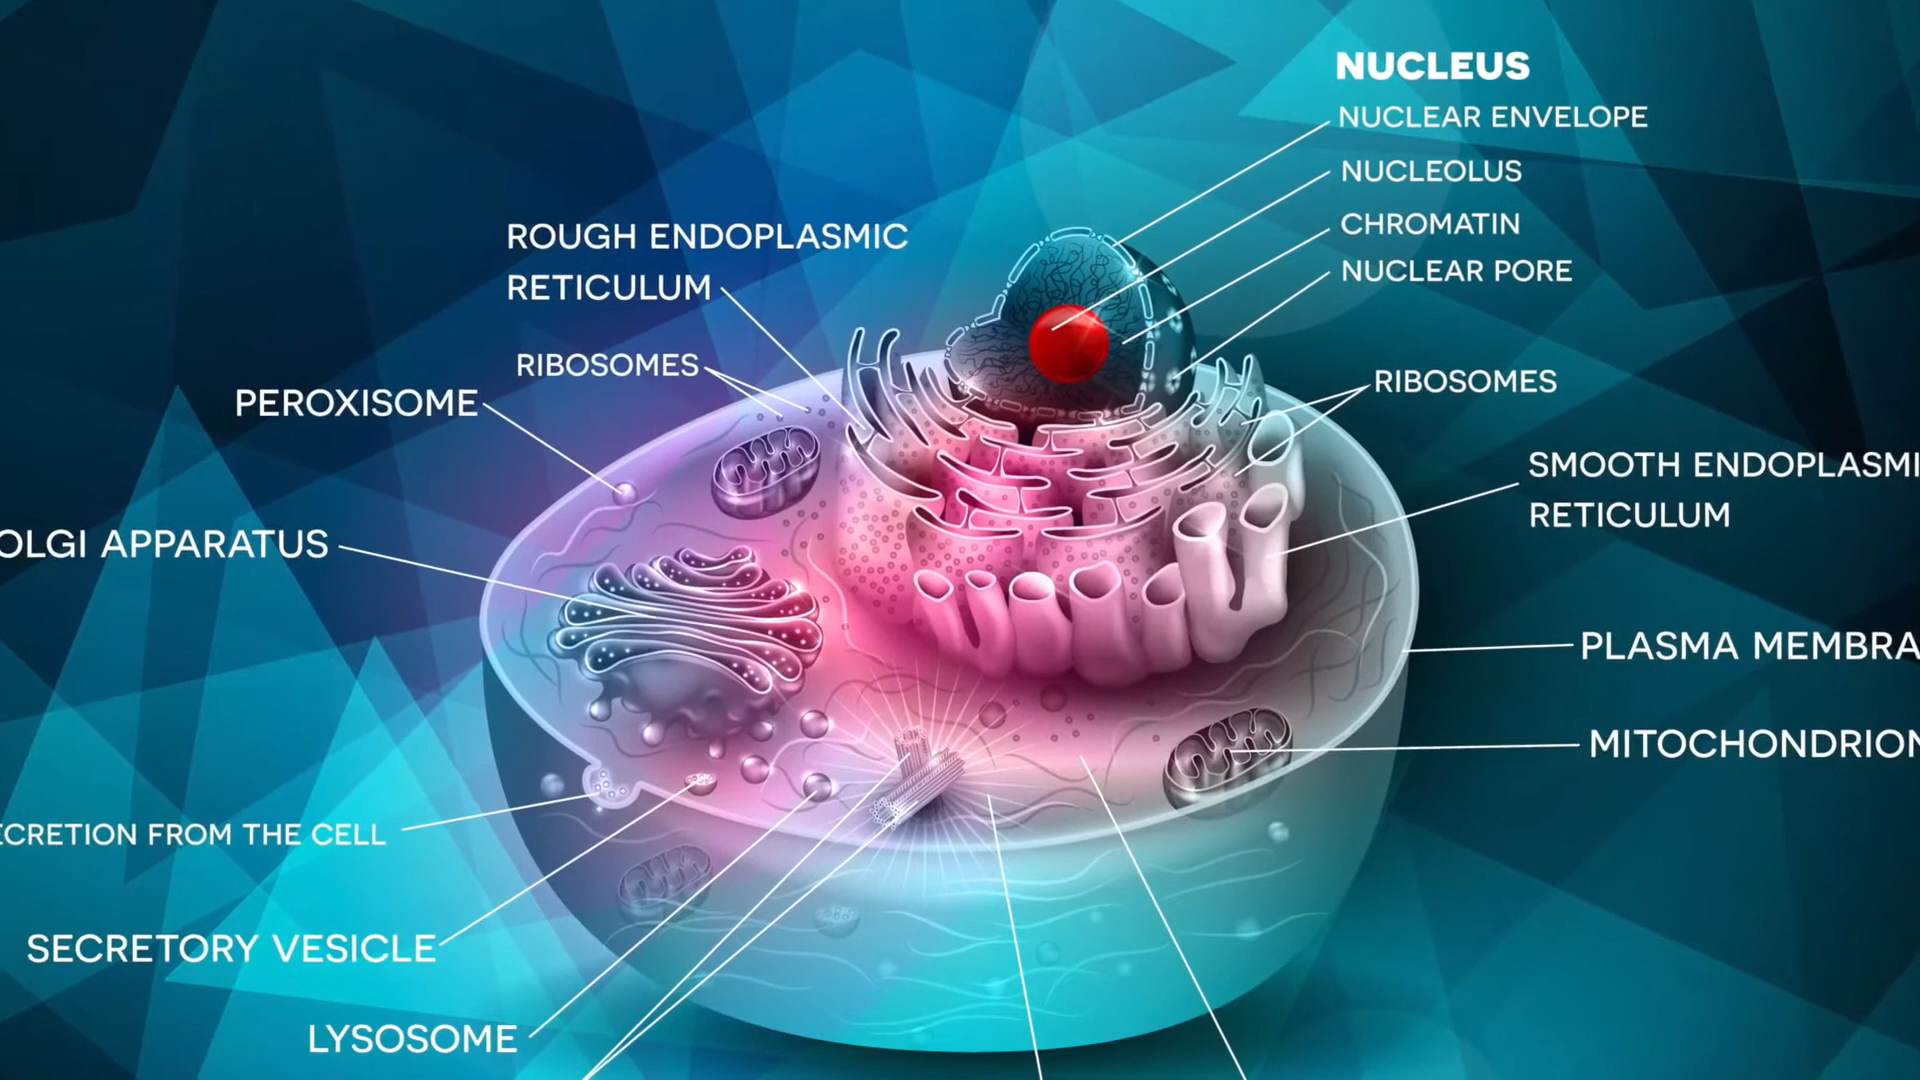 NUCLEUS
NUCLEAR ENVELOPE
NUCLEOLUS
CHROMATIN
NUCLEAR PORE
ROUGH ENDOPLASMIC
RETICULUM
RIBOSOMES
PEROXISOME
OLGI APPARATUS
ECRETION FROM THE CELL
SECRETORY VESICLE
LYSOSOME
RIBOSOMES
SMOOTH ENDOPLASMI
RETICULUM
PLASMA MEMBRA
MITOCHONDRION